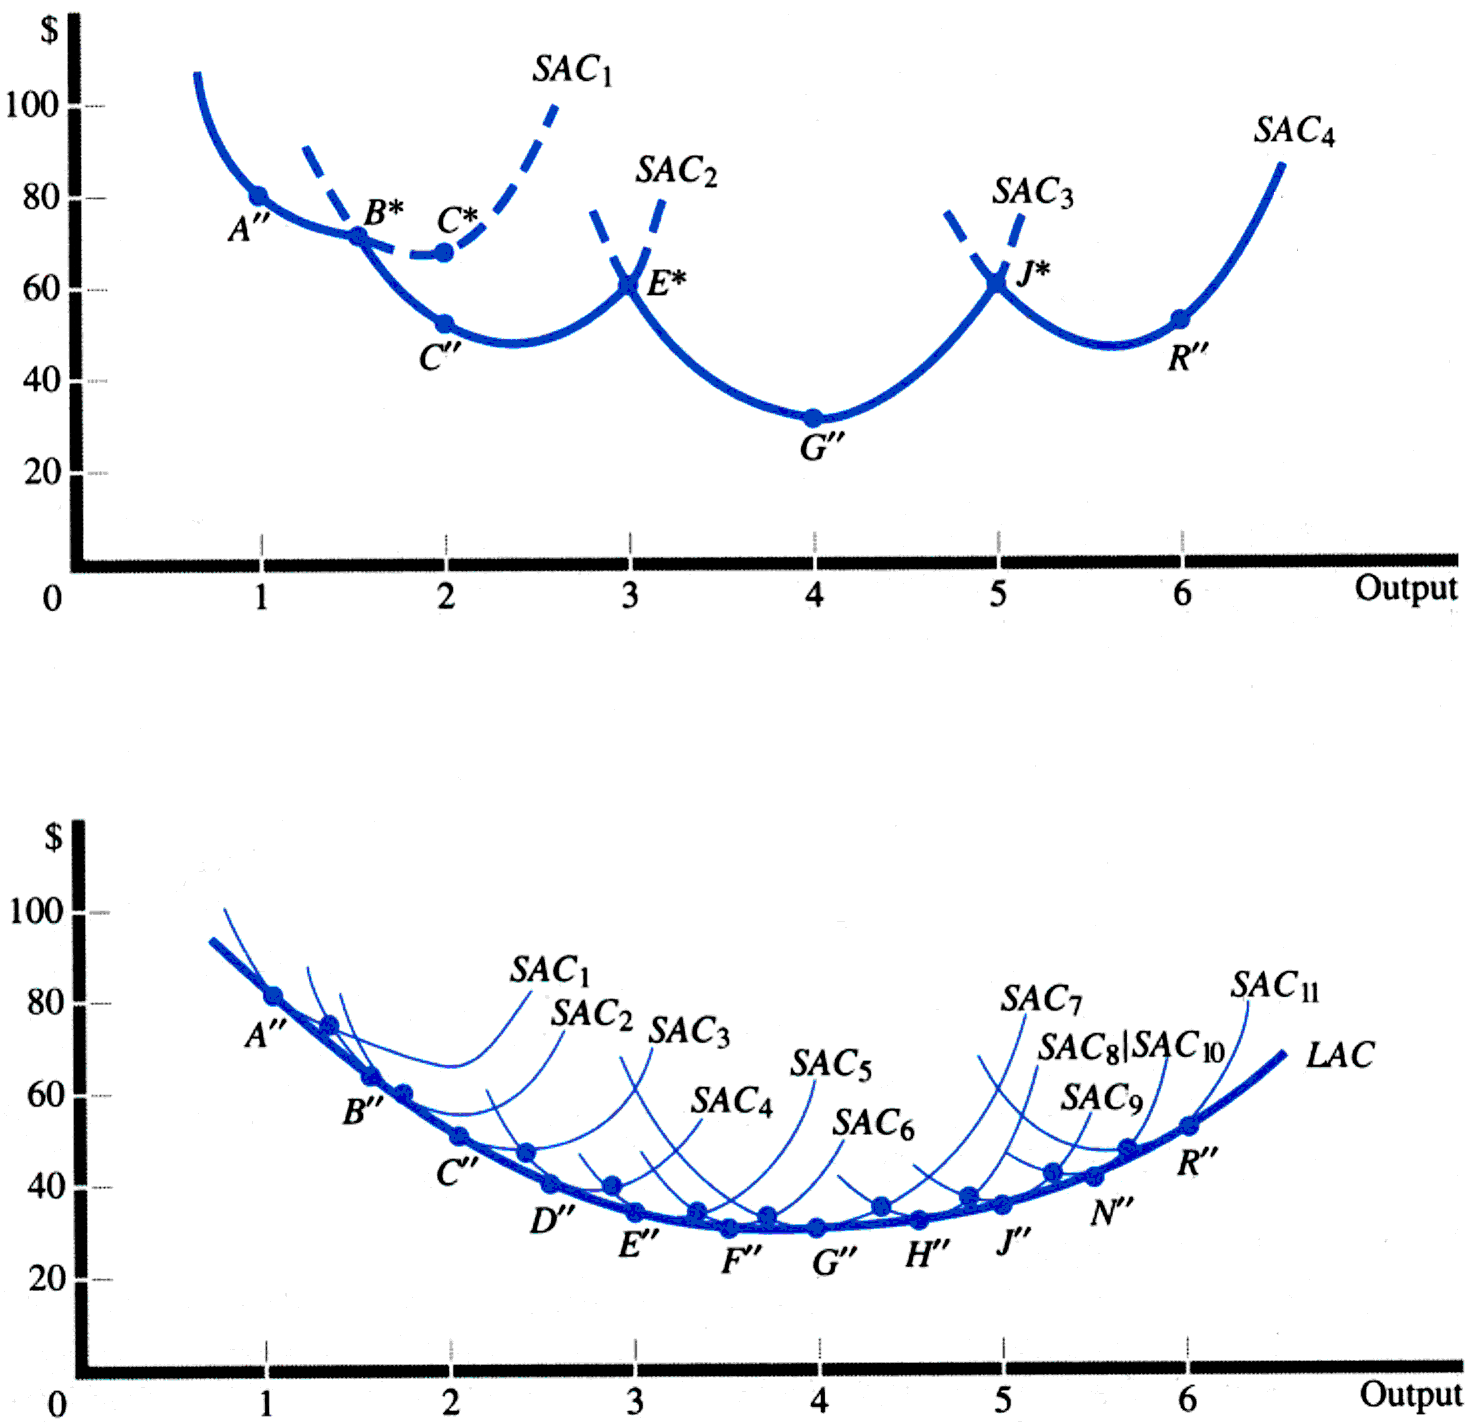 $
SAC1
100
SAC4
SAC2
SAC3
80
B*
C*
A″
60
E*
J*
C″
R″
40
G″
20
0
1
2
3
4
5
6
Output
$
100
SAC1
SAC11
SAC7
80
SAC2
A″
SAC3
SAC8|SAC10
LAC
SAC5
60
SAC4
SAC9
B″
SAC6
C″
R″
40
D″
N″
E″
J″
F″
G″
H″
20
0
1
2
3
4
5
6
Output